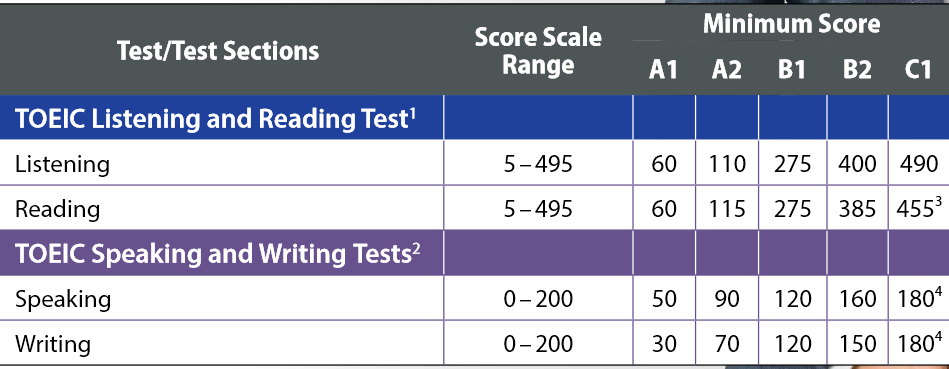 Test/Test Sections Score Scale Range Minimum Score
A1 A2 B1 B2 C1
TOEIC Listening and Reading Test¹
Listening 5–495 60 110 275 400 490
Reading 5–495 60 115 275 385 455³
TOEIC Speaking and Writing Tests²
Speaking 0–200 50 90 120 160 180⁴
Writing 0–200 30 70 120 150 180⁴